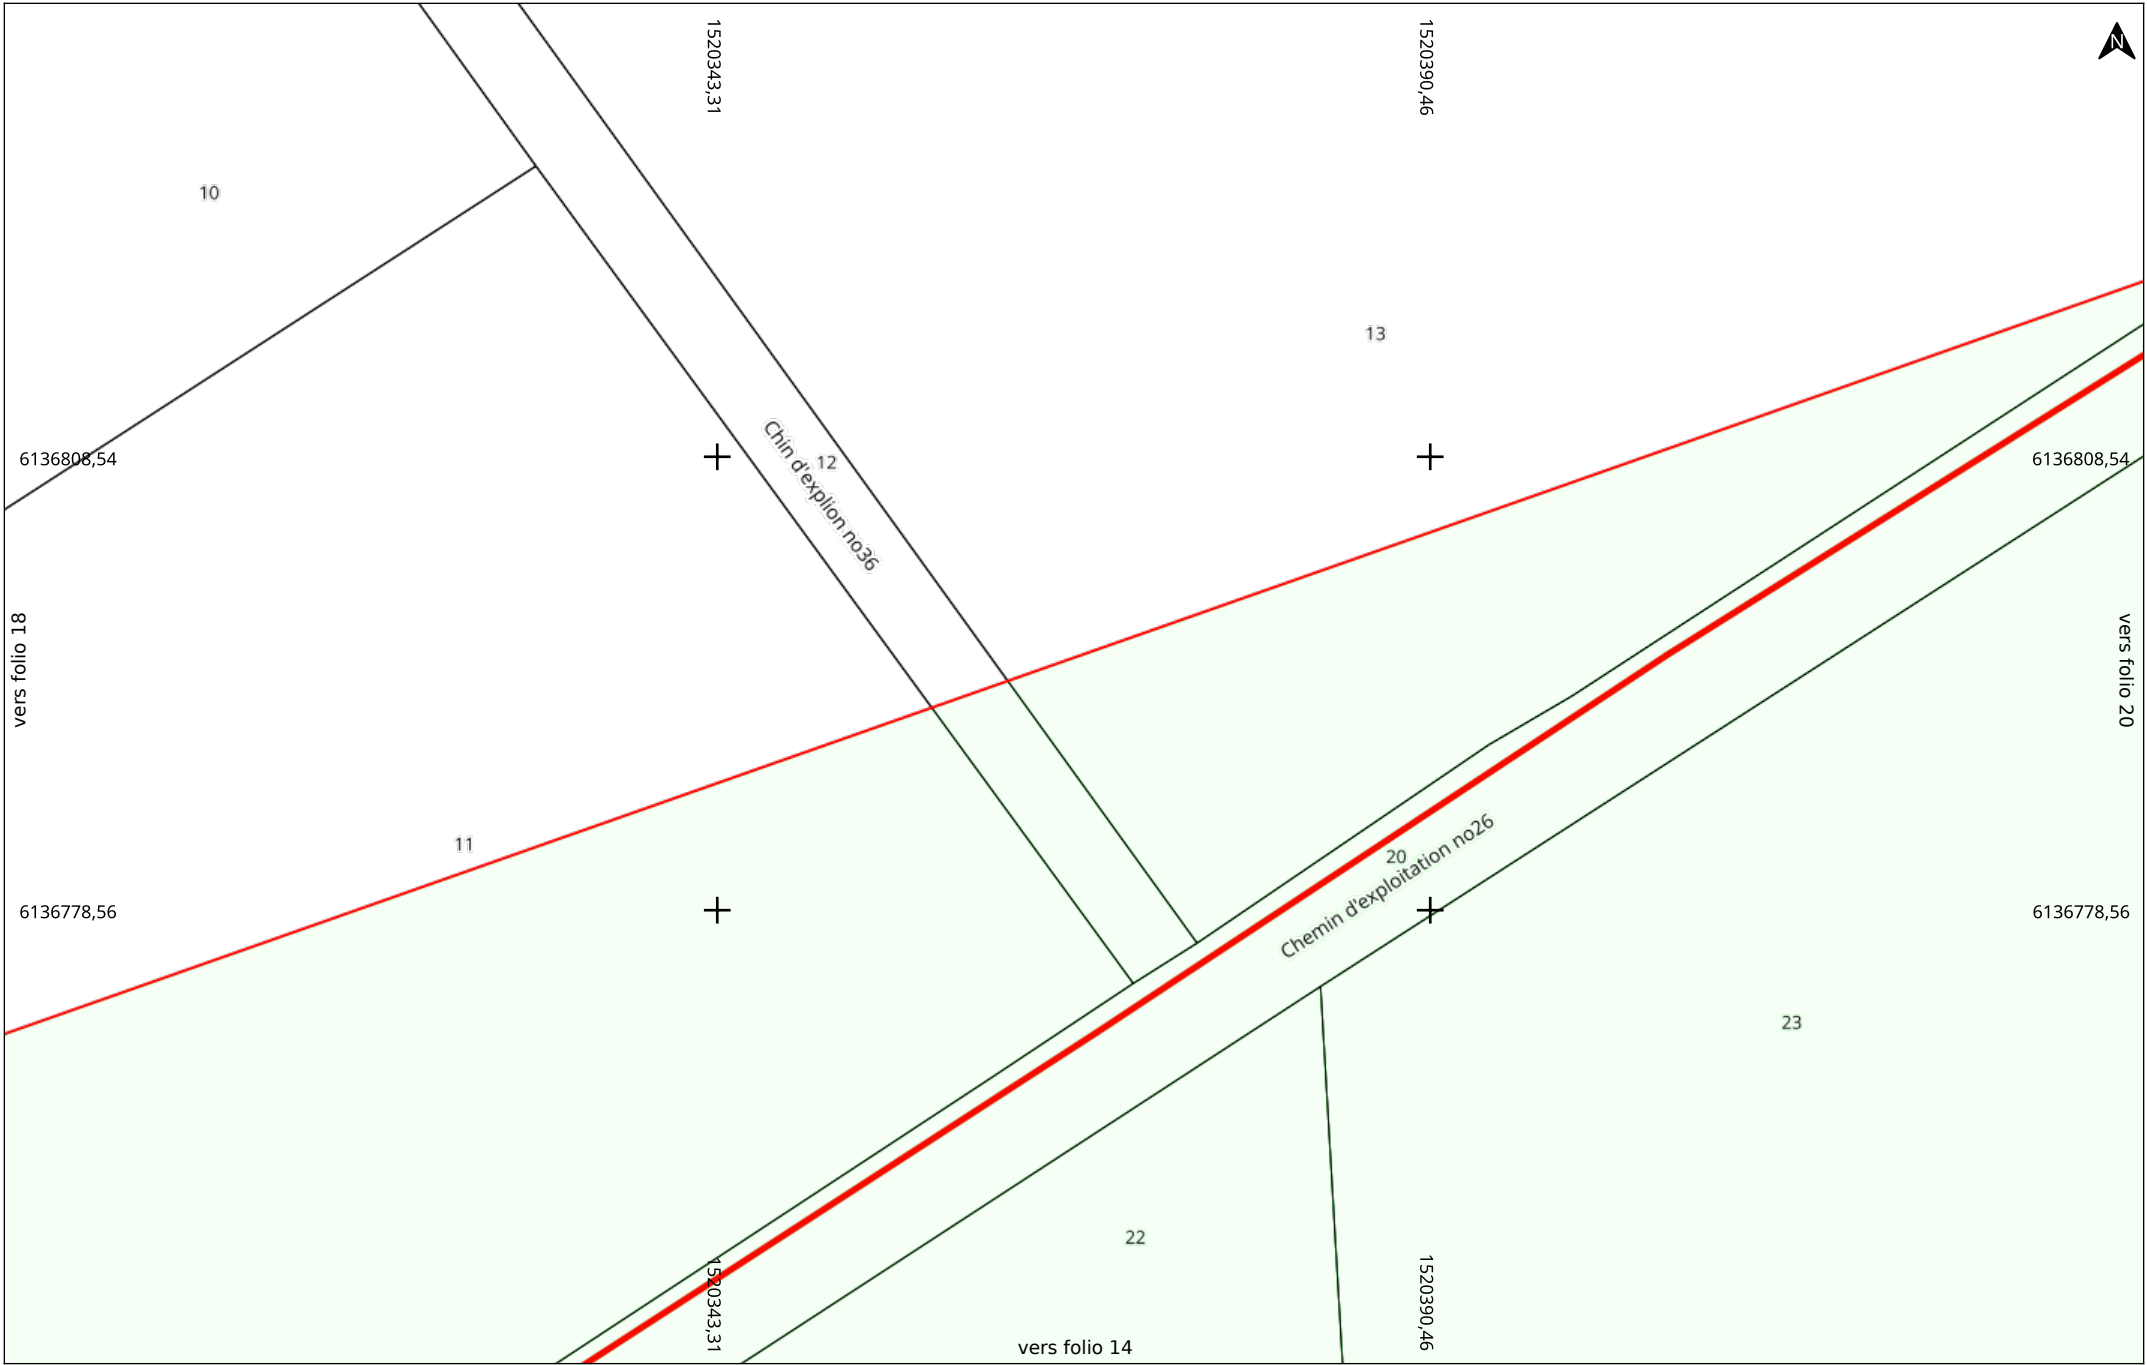 1520343,31
1520390,46
N
10
13
6136808,54
12
6136808,54
Chin d'explion no36
vers folio 18
vers folio 20
11
20
Chemin d'exploitation no26
6136778,56
6136778,56
23
22
1520343,31
1520390,46
vers folio 14